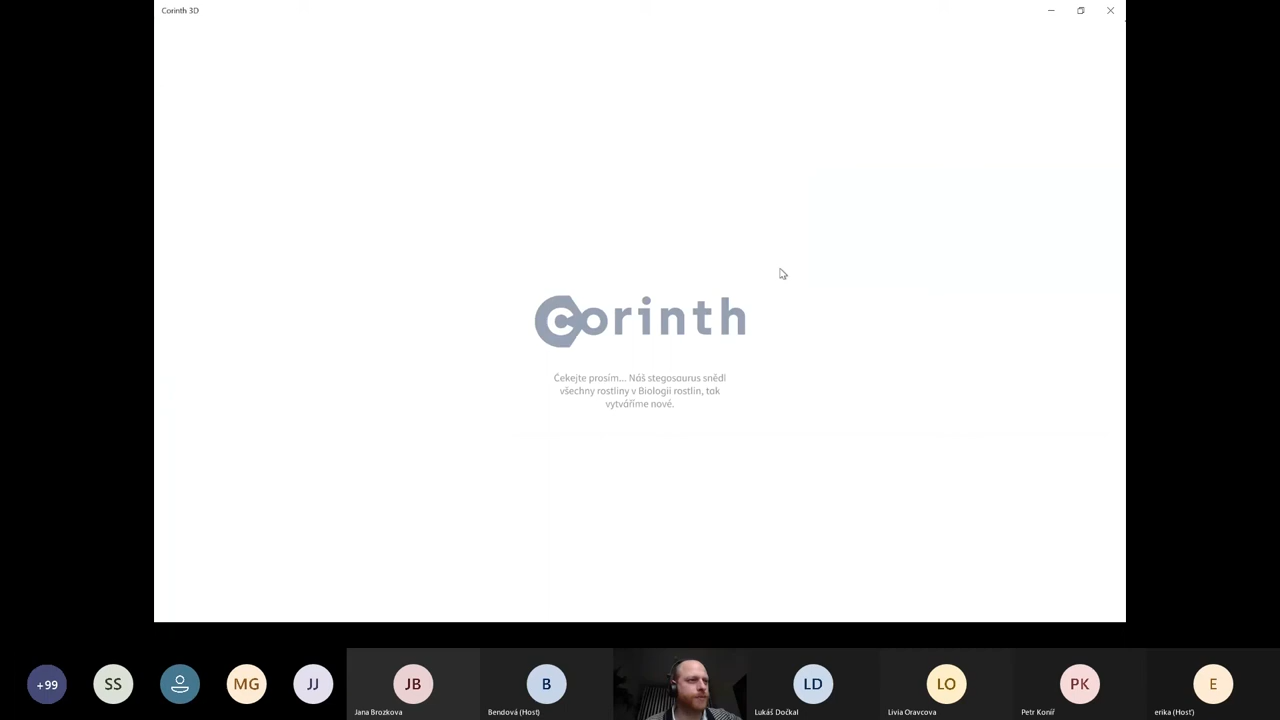 Corinth 3D
Corinth
Čekejte prosím... Náš stegosaurus snědl
všechny rostliny v Biologii rostlin, tak
vytváříme nové.
+99
SS
MG
JJ
JB
B
LD
LO
PK
E
Jana Brozkova
Bendová (Host)
Lukáš Dočkal
Livia Oravcova
Petr Koníř
erika (Host)